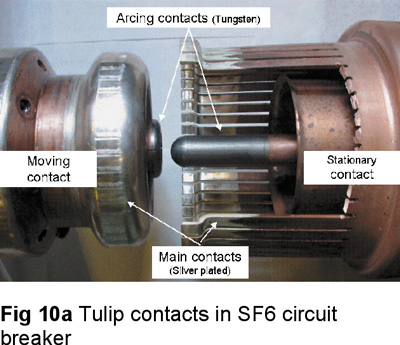 Arcing contacts (Tungsten)
Moving
contact
Stationary
contact
Main contacts
(Silver plated)
Fig 10a Tulip contacts in SF6 circuit
breaker